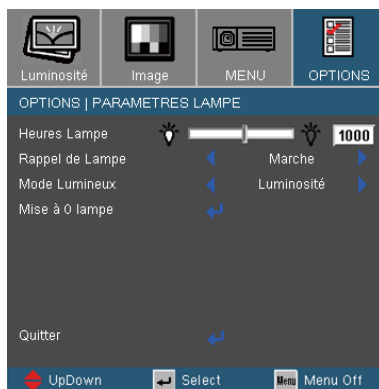 Luminosité Image MENU OPTIONS
OPTIONS | PARAMETRES LAMPE
Heures Lampe 1000
Rappel de Lampe Marche
Mode Lumineux Luminosité
Mise à 0 lampe
Quitter
UpDown Select Menu Menu Off